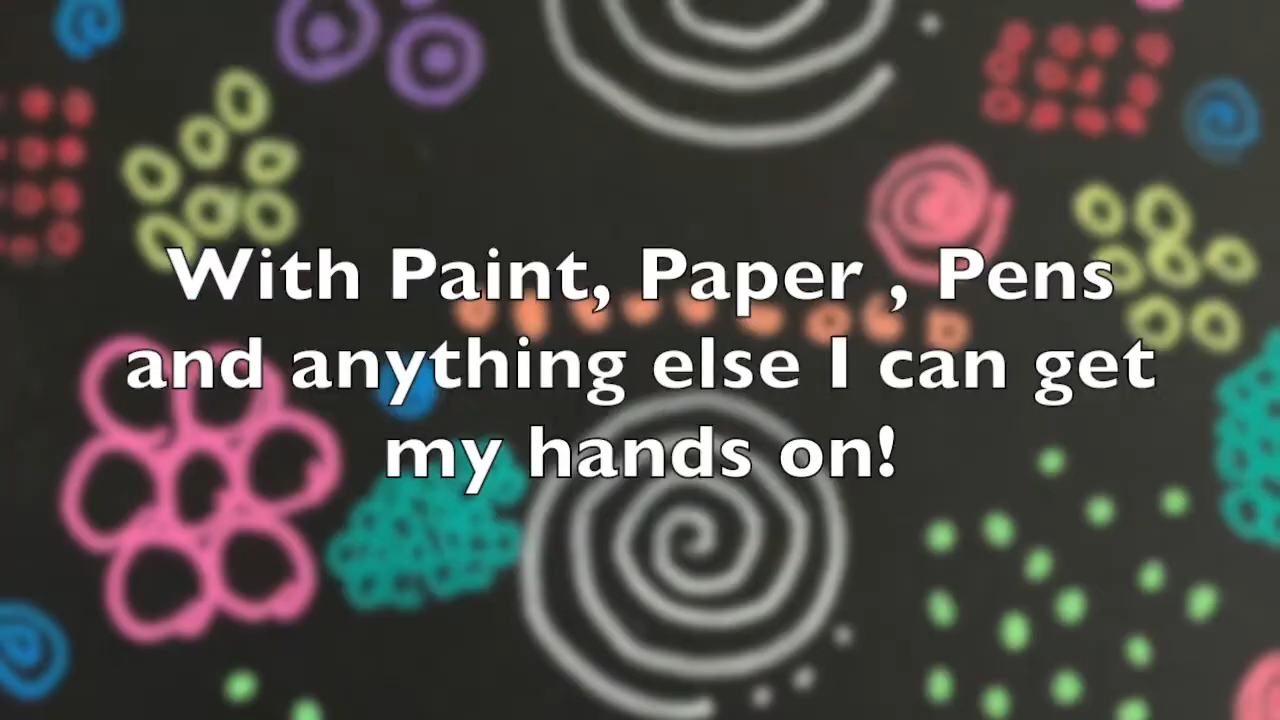 With Paint, Paper , Pens
and anything else I can get
my hands on!